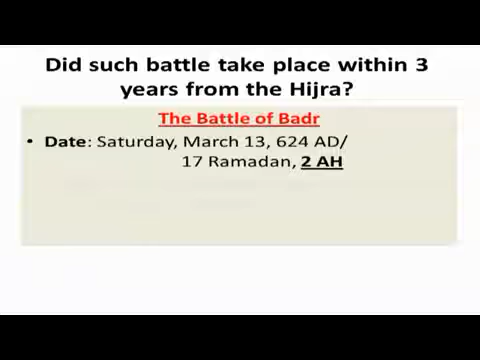 Did such battle take place within 3
years from the Hijra?
The Battle of Badr
• Date: Saturday, March 13, 624 AD/
17 Ramadan, 2 AH